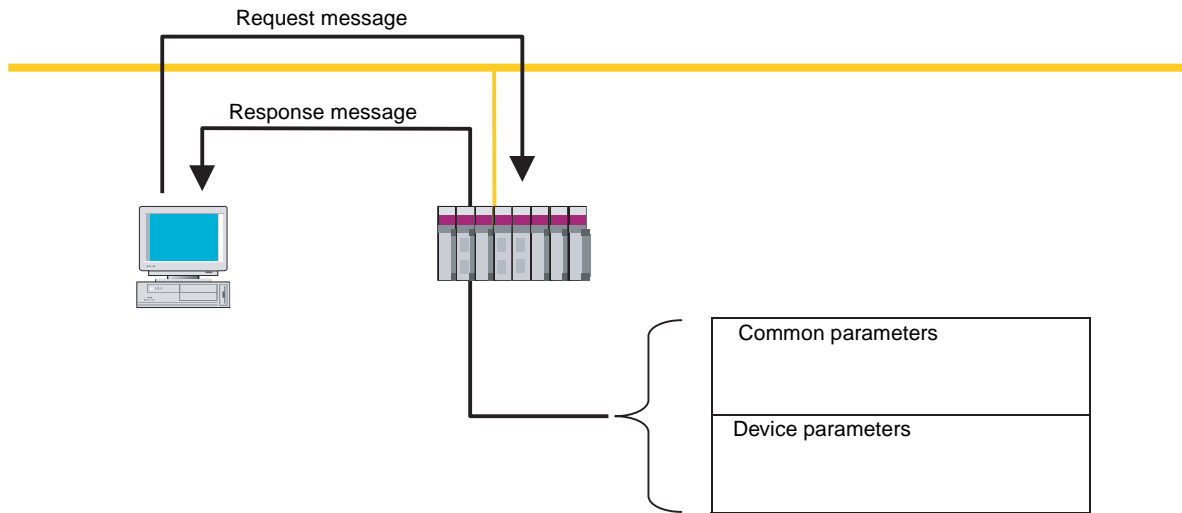 Request message
Response message
Common parameters
Device parameters